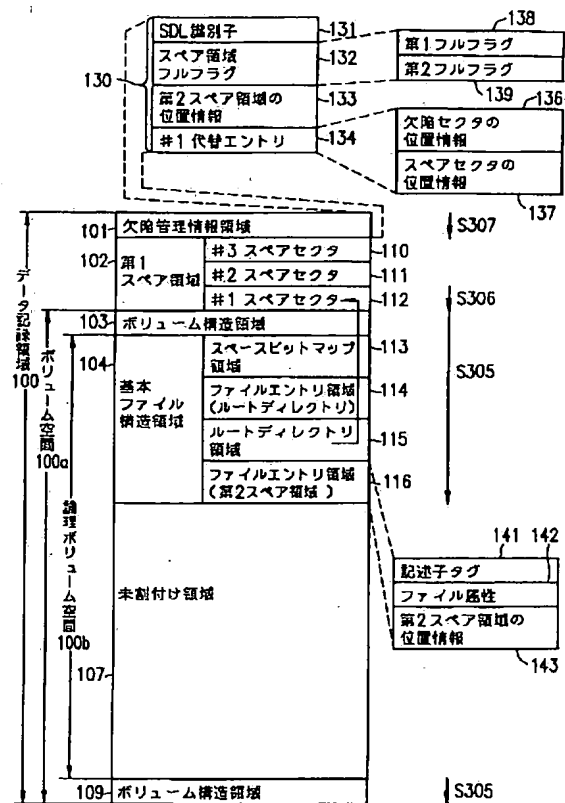 130
SDL識別子
131
スペア領域
フルフラグ
132
第2スペア領域の
位置情報
133
#1 代替エントリ
134
138
第1フルフラグ
第2フルフラグ
139
136
欠陥セクタの
位置情報
スペアセクタの
位置情報
137
101
欠陥管理情報領域
S307
102
第1
スペア領域
#3 スペアセクタ
110
#2 スペアセクタ
111
#1 スペアセクタ
112
S306
103
ボリューム構造領域
104
基本
ファイル
構造領域
スペースビットマップ
領域
113
ファイルエントリ領域
(ルートディレクトリ)
114
ルートディレクトリ
領域
115
ファイルエントリ領域
(第2スペア領域)
116
S305
データ記録領域
100
ボリューム空間
100a
論理ボリューム空間
100b
141
142
記述子タグ
ファイル属性
第2スペア領域の
位置情報
143
未割付け領域
107
109
ボリューム構造領域
S305